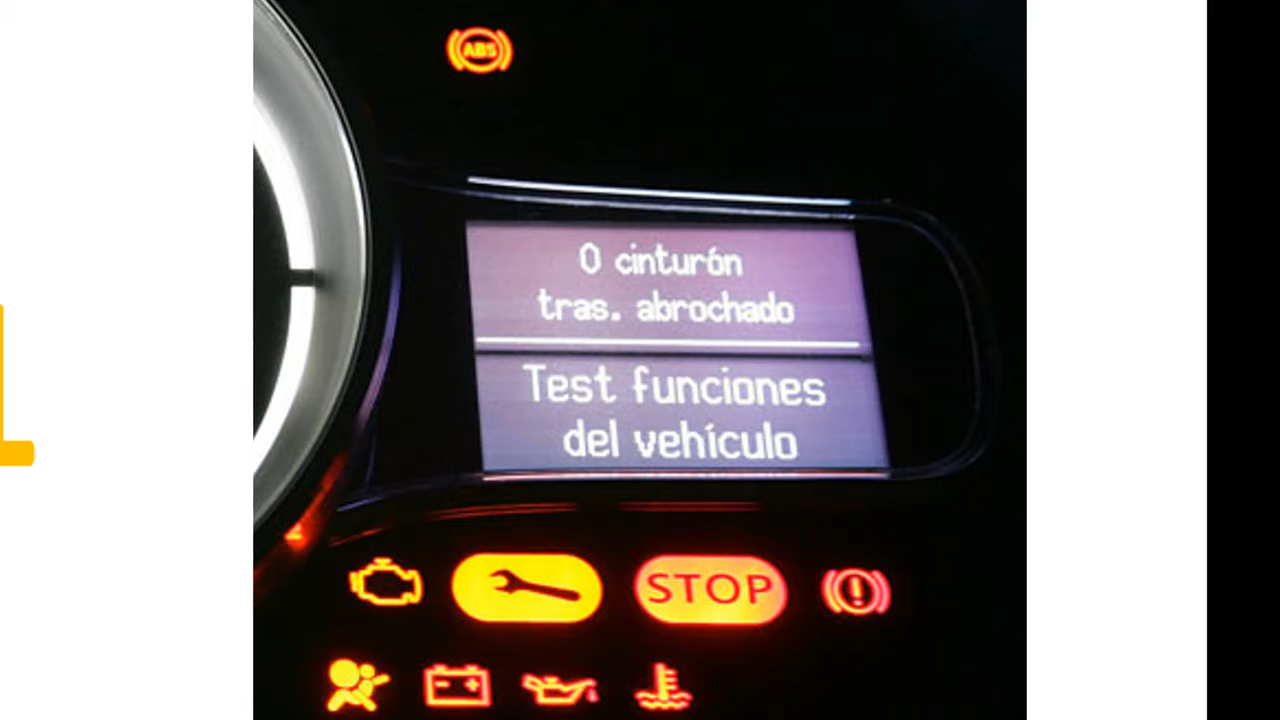 ABS
0 cinturón
tras. abrochado
Test funciones
del vehículo
STOP